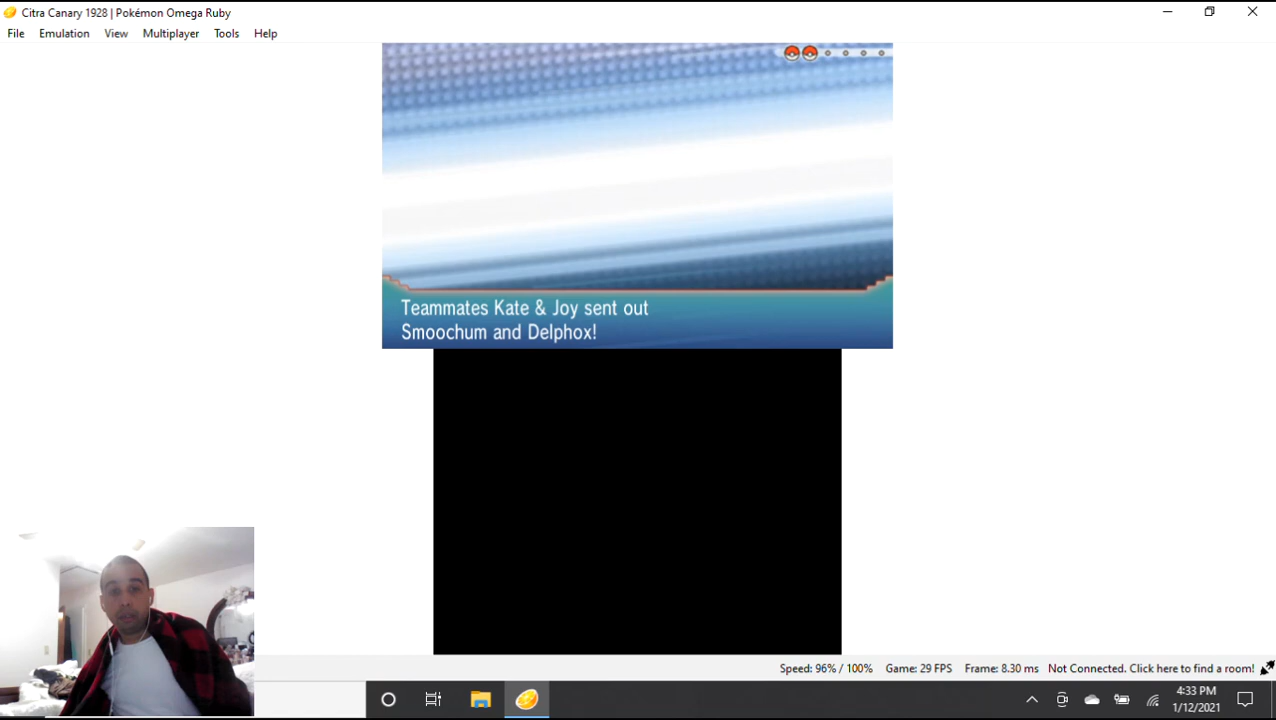 Citra Canary 1928 | Pokémon Omega Ruby
File Emulation View Multiplayer Tools Help
Teammates Kate & Joy sent out
Smoochum and Delphox!
Speed: 96% / 100% Game: 29 FPS Frame: 8.30 ms Not Connected. Click here to find a room!
4:33 PM
1/12/2021